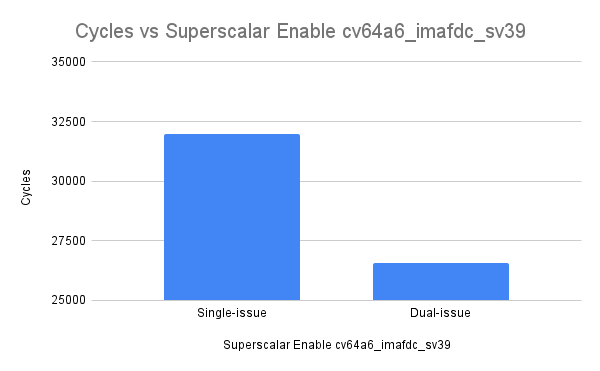 Cycles vs Superscalar Enable cv64a6_imafdc_sv39
35000
32500
30000
27500
25000
Cycles
Single-issue
Dual-issue
Superscalar Enable cv64a6_imafdc_sv39